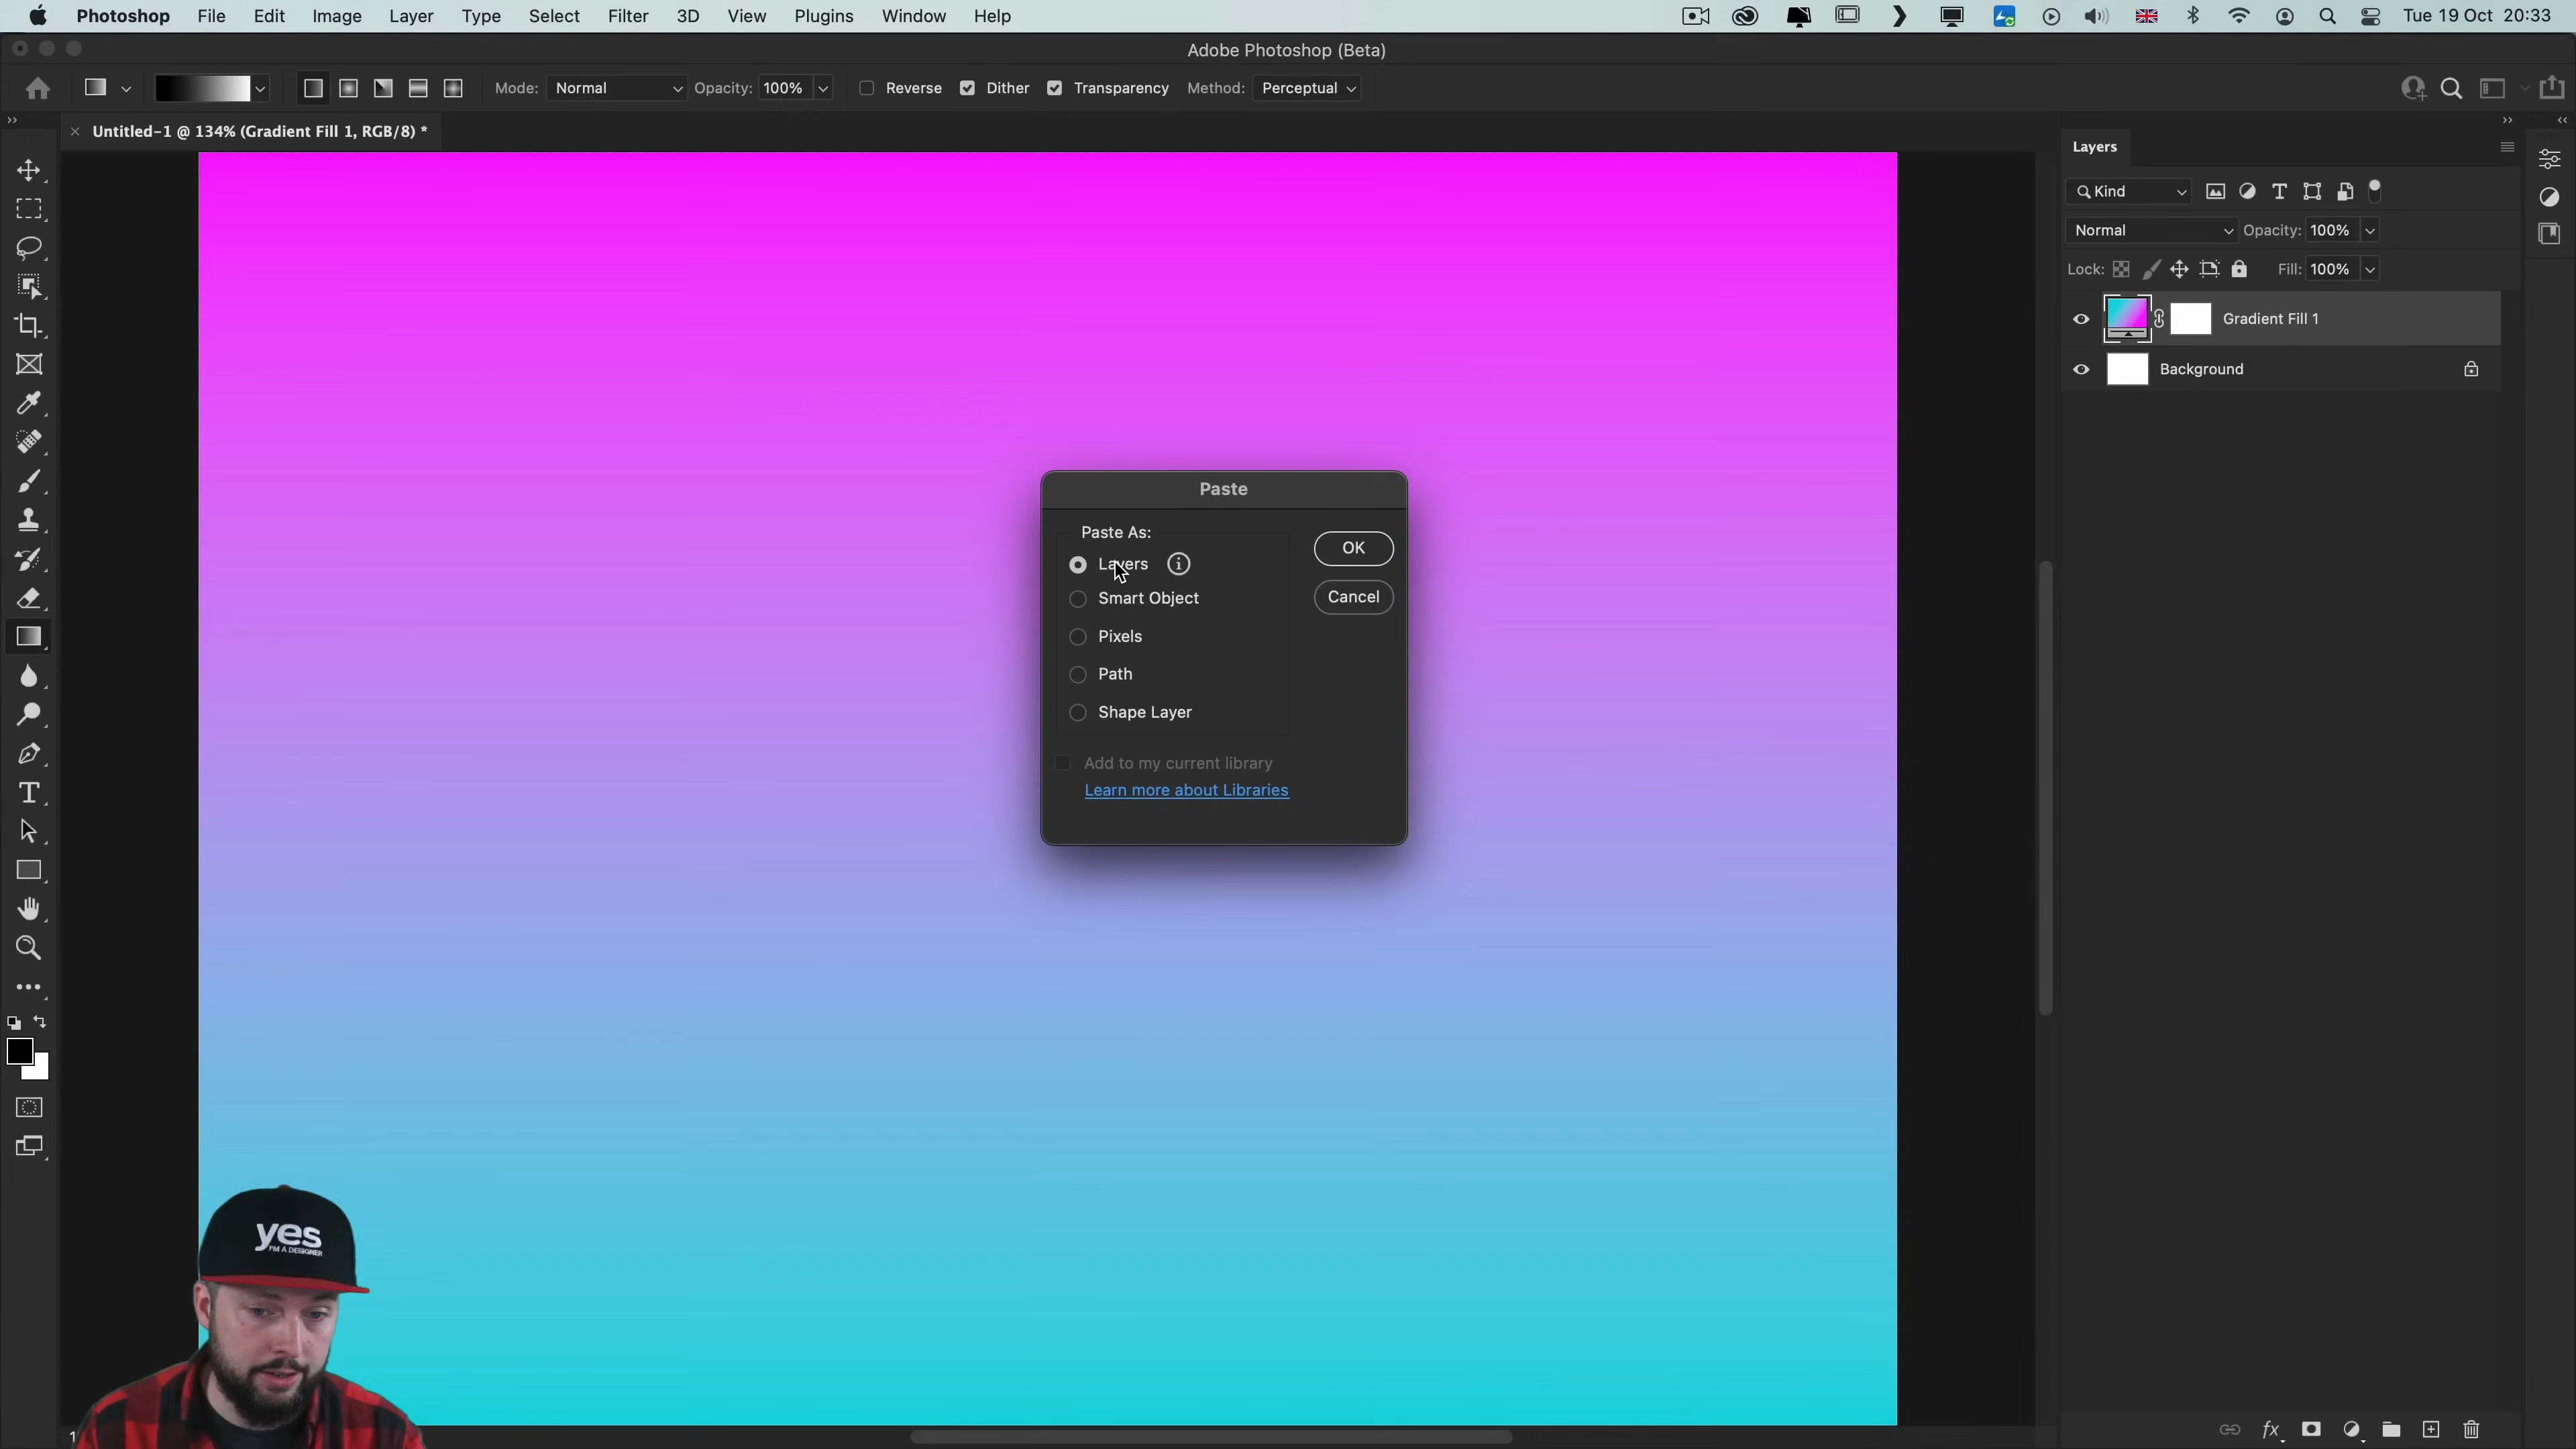 Photoshop File Edit Image Layer Type Select Filter 3D View Plugins Window Help Tue 19 Oct 20:33
Adobe Photoshop (Beta)
Mode: Normal Opacity: 100% Reverse Dither Transparency Method: Perceptual
Untitled-1 @ 134% (Gradient Fill 1, RGB/8) *
Layers
Kind
Normal Opacity: 100%
Lock: Fill: 100%
Gradient Fill 1
Background
Paste
Paste As:
Layers
Smart Object
Pixels
Path
Shape Layer
OK
Cancel
Add to my current library
Learn more about Libraries
yes
I'M A DESIGNER
1
fx